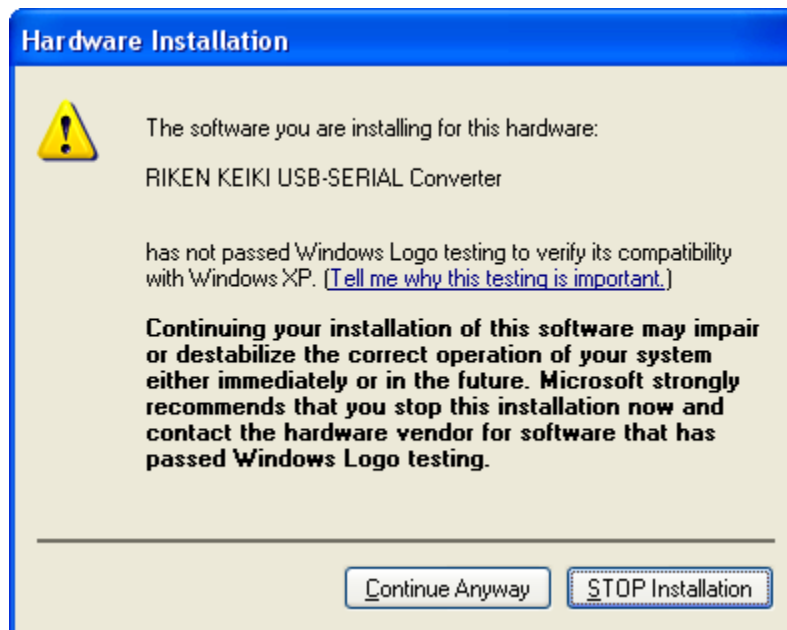 Hardware Installation
The software you are installing for this hardware:
RIKEN KEIKI USB-SERIAL Converter
has not passed Windows Logo testing to verify its compatibility
with Windows XP. (Tell me why this testing is important.)
Continuing your installation of this software may impair
or destabilize the correct operation of your system
either immediately or in the future. Microsoft strongly
recommends that you stop this installation now and
contact the hardware vendor for software that has
passed Windows Logo testing.
Continue Anyway STOP Installation